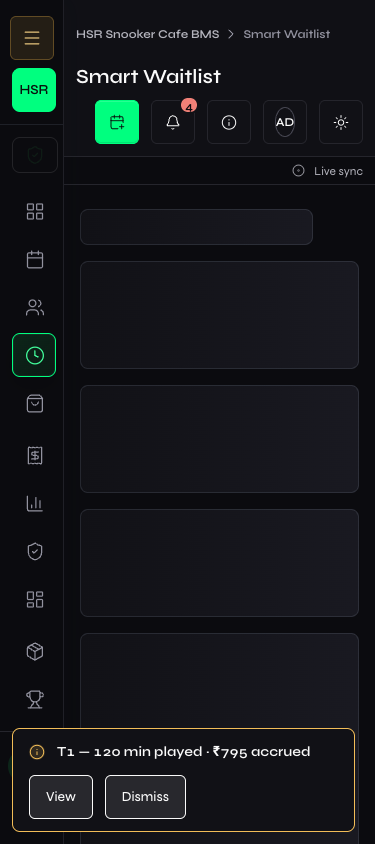 HSR
HSR Snooker Cafe BMS > Smart Waitlist
Smart Waitlist
4
AD
Live sync
T1 — 120 min played · ₹795 accrued
View
Dismiss